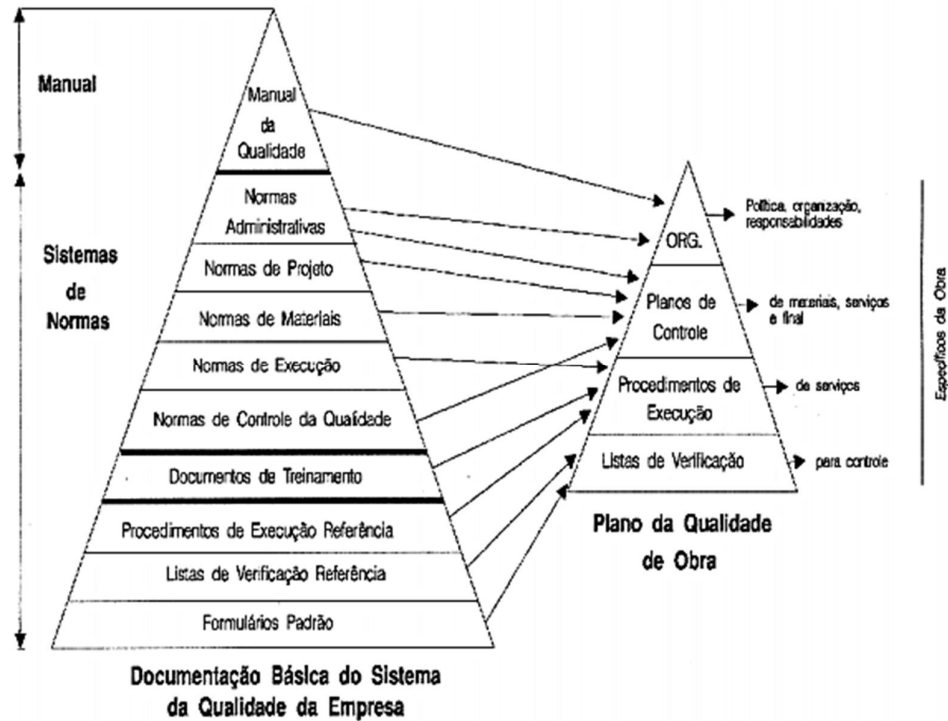 Manual
Manual
da
Qualidade
Sistemas
de
Normas
Normas
Administrativas
Normas de Projeto
Normas de Materiais
Normas de Execução
Normas de Controle da Qualidade
Documentos de Treinamento
Procedimentos de Execução Referência
Listas de Verificação Referência
Formulários Padrão
Documentação Básica do Sistema
da Qualidade da Empresa
ORG.
Política, organização,
responsabilidades
Planos de
Controle
de materiais, serviços
e final
Procedimentos de
Execução
de serviços
Listas de Verificação
para controle
Plano da Qualidade
de Obra
Específicos da Obra